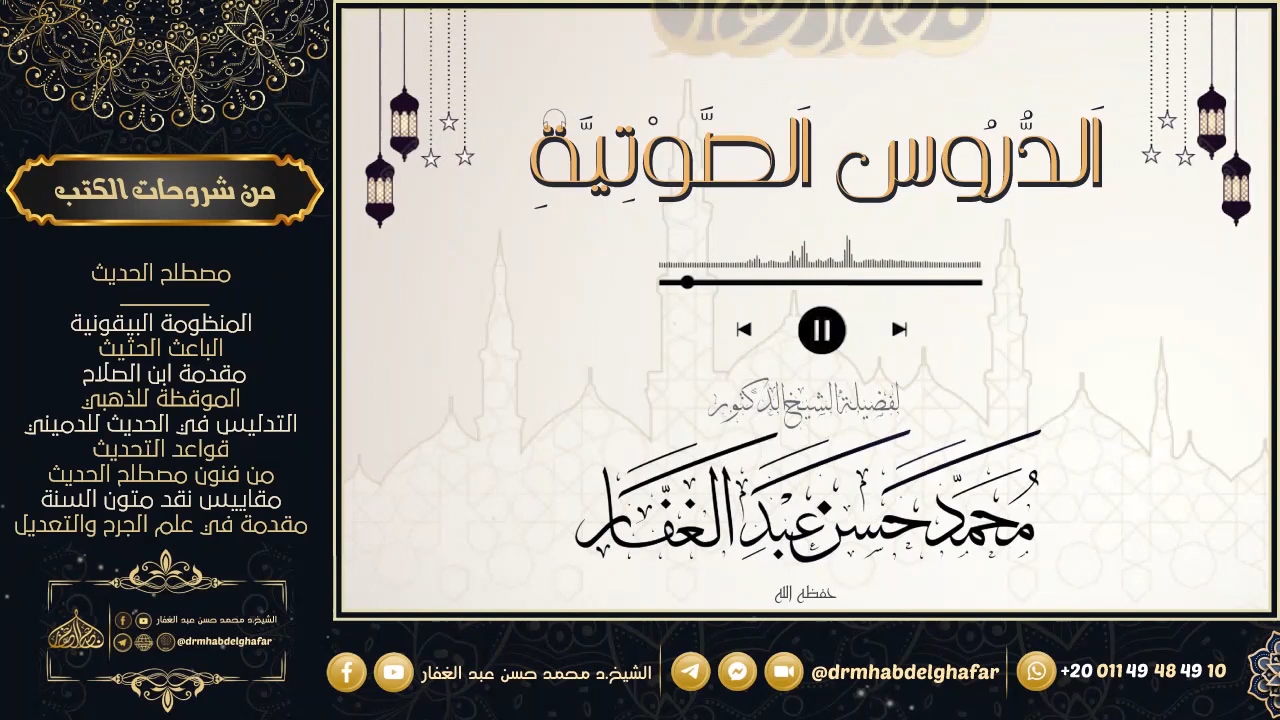 الدُّرُوس الصَّوْتِيَّةِ
لفضيلة الشيخ الدكتور
مُحَمَّد حَسَن عَبْدِ الغَفَّار
حفظه الله
من شروحات الكتب
مصطلح الحديث
المنظومة البيقونية
الباعث الحثيث
مقدمة ابن الصلاح
الموقظة للذهبي
التدليس في الحديث للدميني
قواعد التحديث
من فنون مصطلح الحديث
مقاييس نقد متون السنة
مقدمة في علم الجرح والتعديل
الشيخ.د محمد حسن عبد الغفار
@drmhabdelghafar
الشيخ.د محمد حسن عبد الغفار
@drmhabdelghafar
+20 011 49 48 49 10